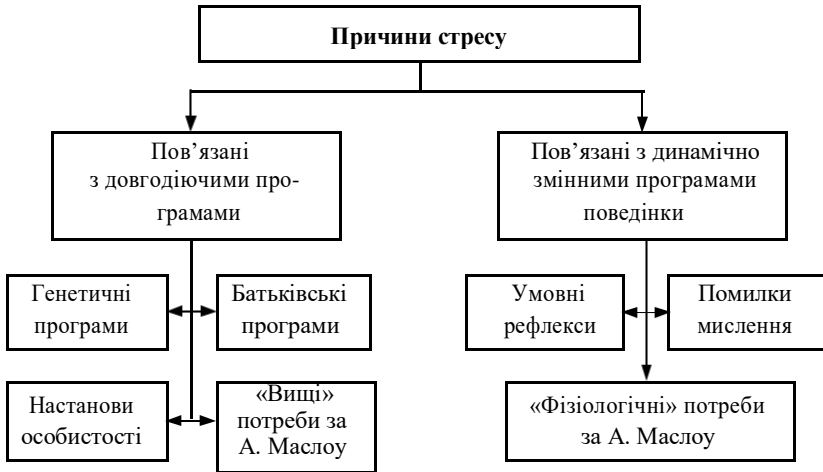 Причини стресу
Пов’язані
з довгодіючими про-
грамами
Пов’язані з динамічно
змінними програмами
поведінки
Генетичні
програми
Батьківські
програми
Умовні
рефлекси
Помилки
мислення
Настанови
особистості
«Вищі»
потреби за
А. Маслоу
«Фізіологічні» потреби
за А. Маслоу